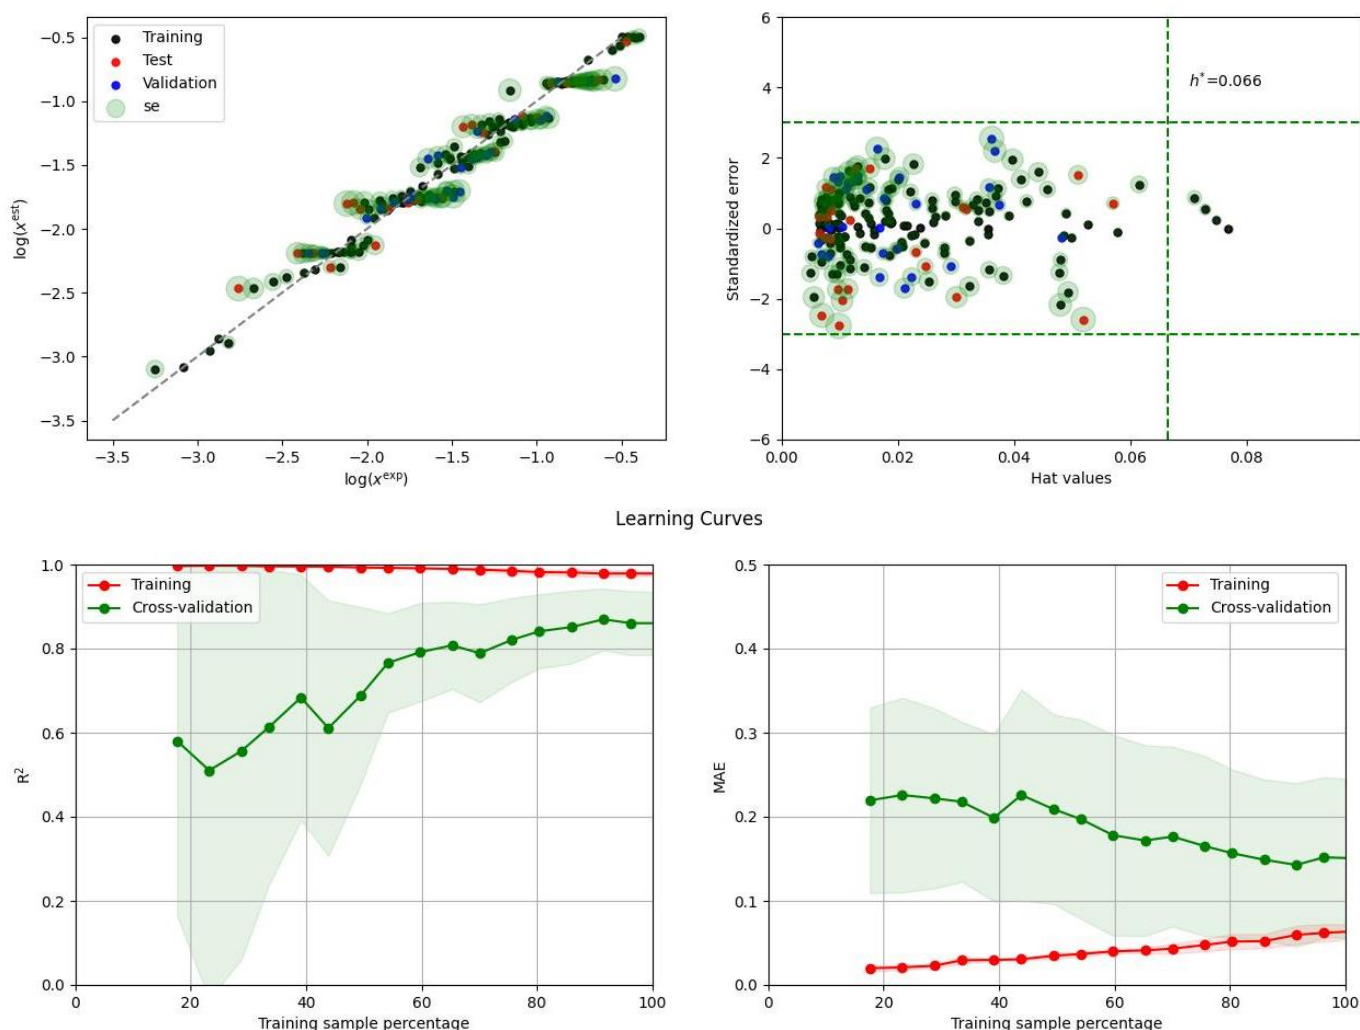 Training
Test
Validation
se
−0.5
−1.0
−1.5
−2.0
−2.5
−3.0
−3.5
log(x^est)
−3.5 −3.0 −2.5 −2.0 −1.5 −1.0 −0.5
log(x^exp)
6
4
2
0
−2
−4
−6
Standardized error
h*=0.066
0.00 0.02 0.04 0.06 0.08
Hat values
Learning Curves
Training
Cross-validation
1.0
0.8
0.6
0.4
0.2
0.0
R²
0 20 40 60 80 100
Training sample percentage
Training
Cross-validation
0.5
0.4
0.3
0.2
0.1
0.0
MAE
0 20 40 60 80 100
Training sample percentage